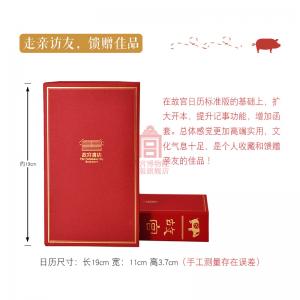 走亲访友，馈赠佳品
在故宫日历标准版的基础上，扩
大开本，提升记事功能，增加函
套。总体感觉更加高端实用，文
化气息十足，是个人收藏和馈赠
亲友的佳品！
约19cm
故宫书店
故宫
日历尺寸：长19cm 宽：11cm 高3.7cm（手工测量存在误差）